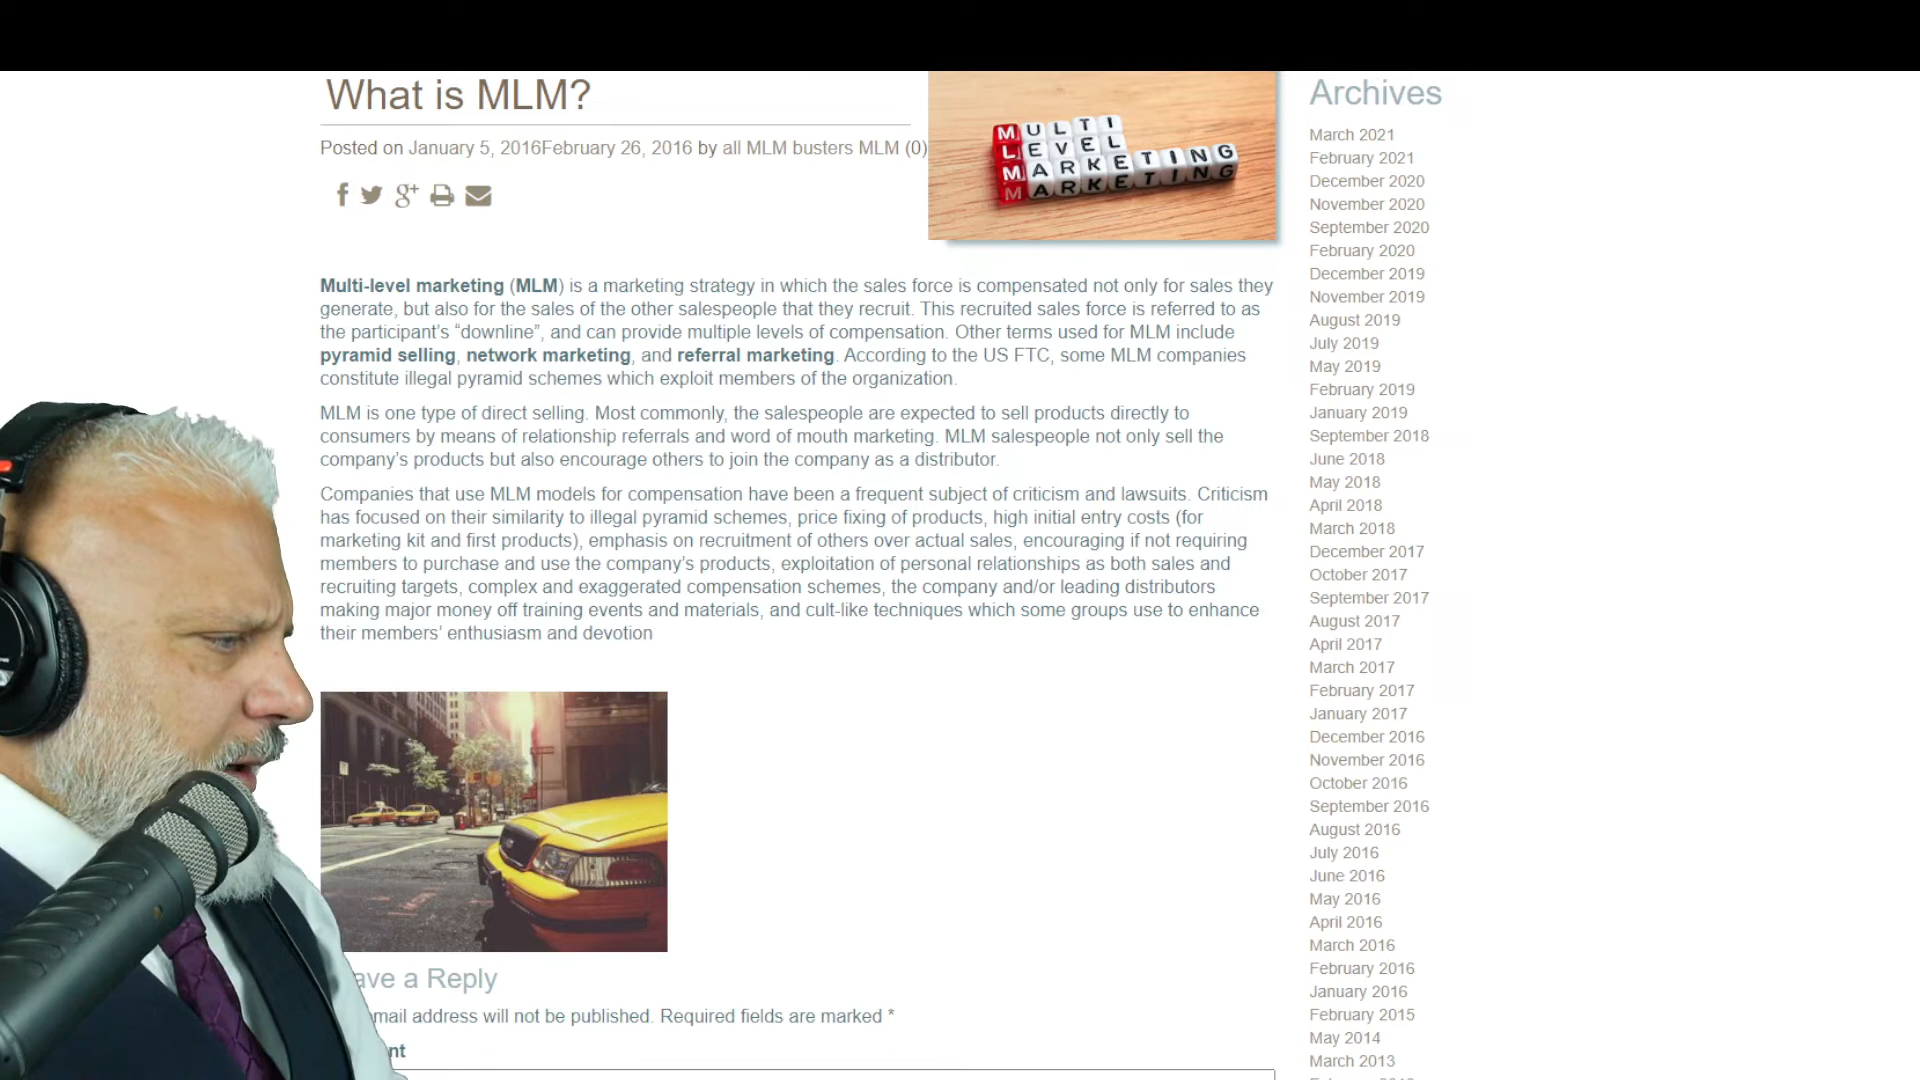 What is MLM?
Posted on January 5, 2016February 26, 2016 by all MLM busters MLM (0)
MULTI
LEVEL
MARKETING
MARKETING
Multi-level marketing (MLM) is a marketing strategy in which the sales force is compensated not only for sales they
generate, but also for the sales of the other salespeople that they recruit. This recruited sales force is referred to as
the participant’s “downline”, and can provide multiple levels of compensation. Other terms used for MLM include
pyramid selling, network marketing, and referral marketing. According to the US FTC, some MLM companies
constitute illegal pyramid schemes which exploit members of the organization.
MLM is one type of direct selling. Most commonly, the salespeople are expected to sell products directly to
consumers by means of relationship referrals and word of mouth marketing. MLM salespeople not only sell the
company’s products but also encourage others to join the company as a distributor.
Companies that use MLM models for compensation have been a frequent subject of criticism and lawsuits. Criticism
has focused on their similarity to illegal pyramid schemes, price fixing of products, high initial entry costs (for
marketing kit and first products), emphasis on recruitment of others over actual sales, encouraging if not requiring
members to purchase and use the company’s products, exploitation of personal relationships as both sales and
recruiting targets, complex and exaggerated compensation schemes, the company and/or leading distributors
making major money off training events and materials, and cult-like techniques which some groups use to enhance
their members’ enthusiasm and devotion
ave a Reply
mail address will not be published. Required fields are marked *
nt
Archives
March 2021
February 2021
December 2020
November 2020
September 2020
February 2020
December 2019
November 2019
August 2019
July 2019
May 2019
February 2019
January 2019
September 2018
June 2018
May 2018
April 2018
March 2018
December 2017
October 2017
September 2017
August 2017
April 2017
March 2017
February 2017
January 2017
December 2016
November 2016
October 2016
September 2016
August 2016
July 2016
June 2016
May 2016
April 2016
March 2016
February 2016
January 2016
February 2015
May 2014
March 2013